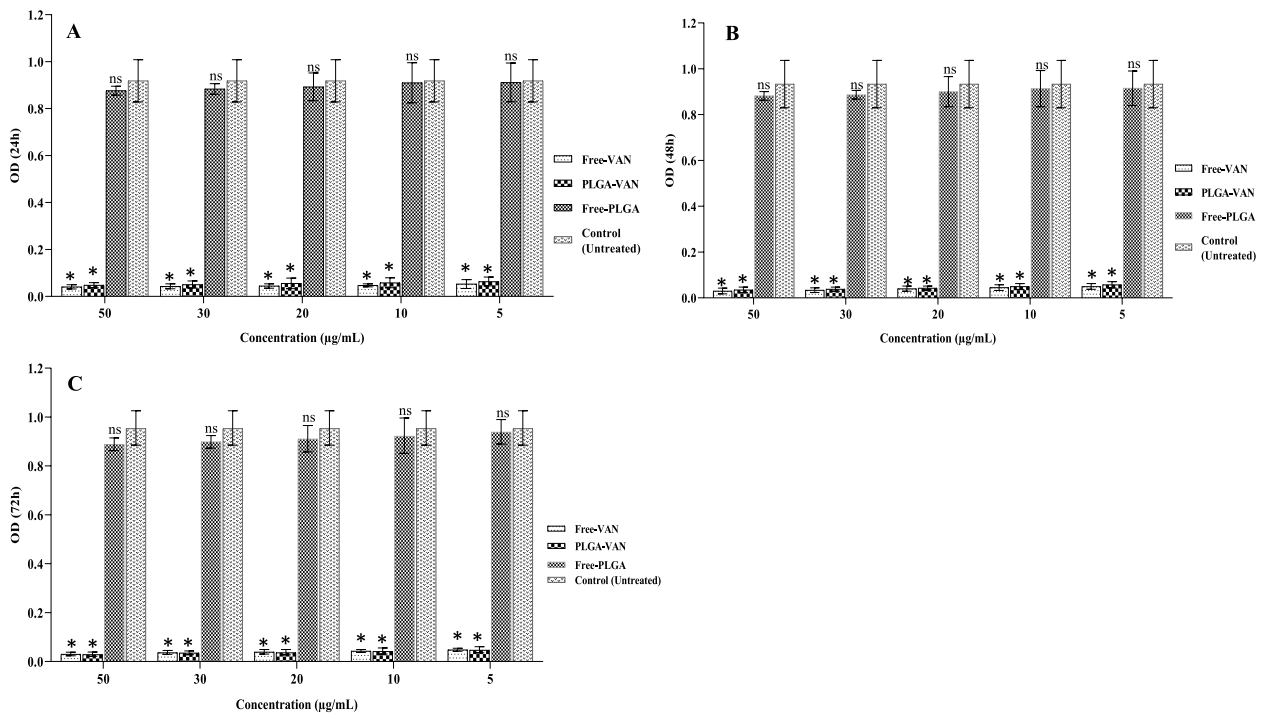 A
OD (24h)
1.2
1.0
0.8
0.6
0.4
0.2
0.0
ns ns ns ns ns
* * * * * * * * * *
50 30 20 10 5
Concentration (µg/mL)
Free-VAN
PLGA-VAN
Free-PLGA
Control
(Untreated)
B
OD (48h)
1.2
1.0
0.8
0.6
0.4
0.2
0.0
ns ns ns ns ns
* * * * * * * * * *
50 30 20 10 5
Concentration (µg/mL)
Free-VAN
PLGA-VAN
Free-PLGA
Control
(Untreated)
C
OD (72h)
1.2
1.0
0.8
0.6
0.4
0.2
0.0
ns ns ns ns ns
* * * * * * * * * *
50 30 20 10 5
Concentration (µg/mL)
Free-VAN
PLGA-VAN
Free-PLGA
Control (Untreated)